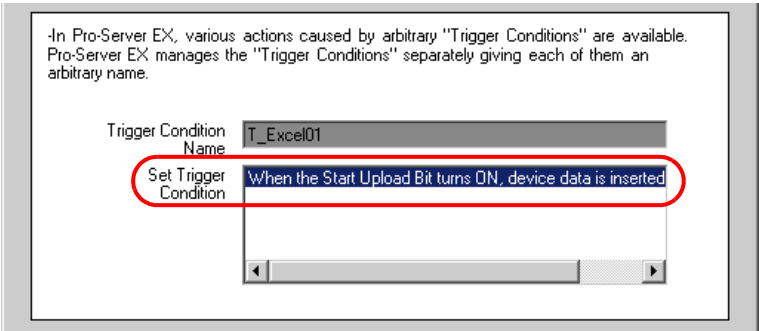 -In Pro-Server EX, various actions caused by arbitrary "Trigger Conditions" are available.
Pro-Server EX manages the "Trigger Conditions" separately giving each of them an
arbitrary name.
Trigger Condition
Name
T_Excel01
Set Trigger
Condition
When the Start Upload Bit turns ON, device data is inserted